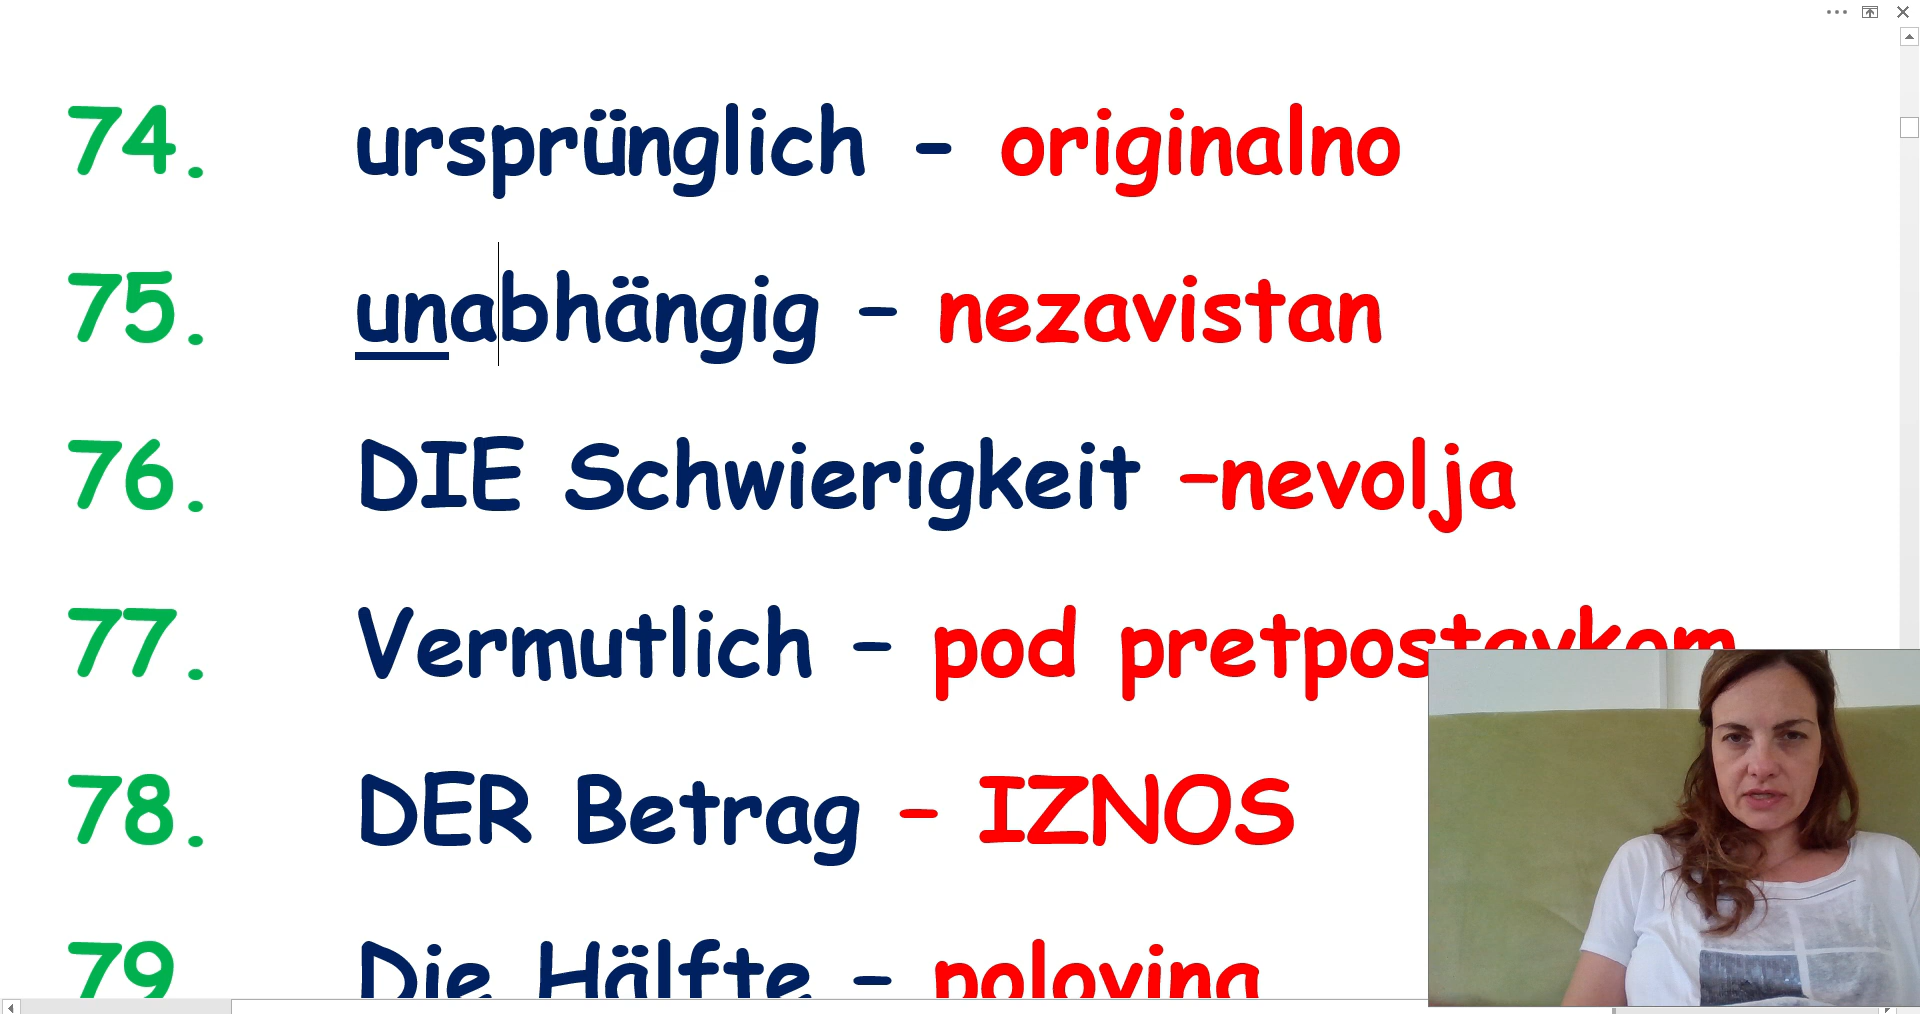 74. ursprünglich - originalno
75. unabhängig – nezavistan
76. DIE Schwierigkeit –nevolja
77. Vermutlich – pod pretpostavkom
78. DER Betrag – IZNOS
79 Die Hälfte – polovina